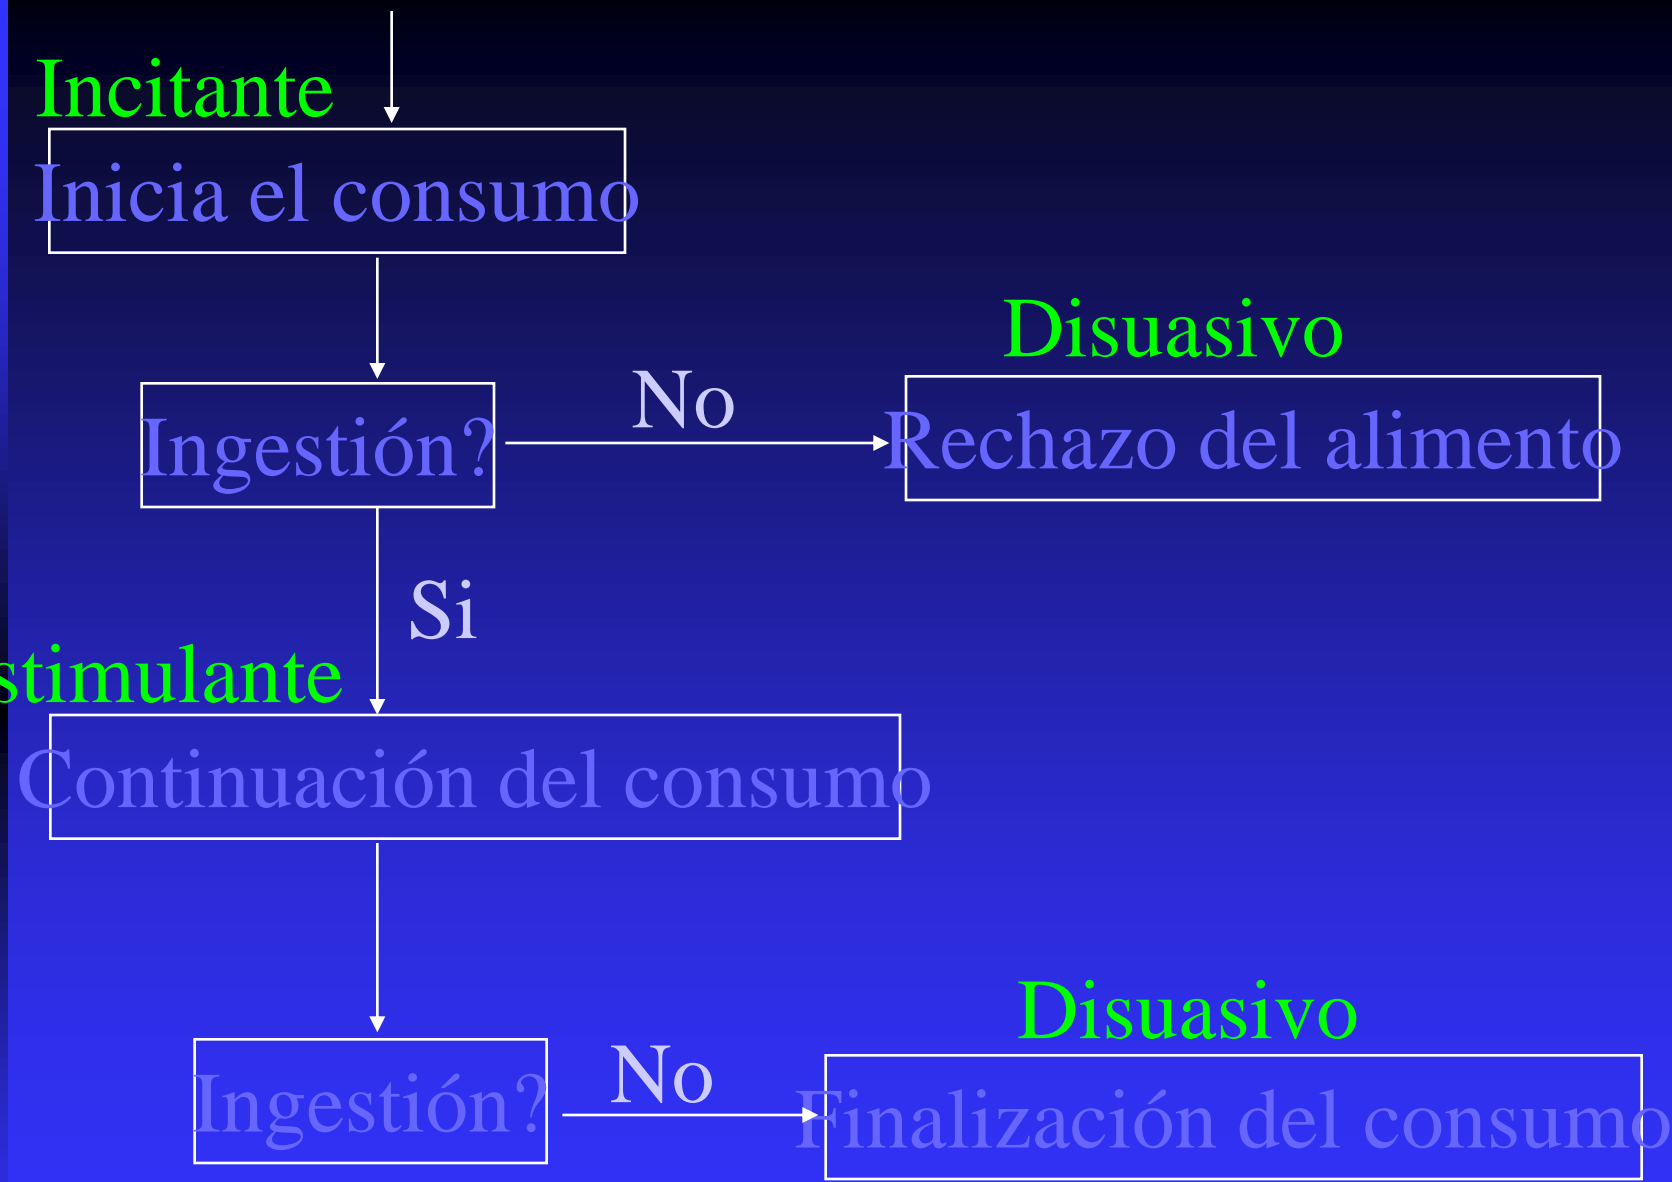 Incitante
Inicia el consumo
Disuasivo
Ingestión?
No
Rechazo del alimento
Si
stimulante
Continuación del consumo
Disuasivo
Ingestión?
No
Finalización del consumo